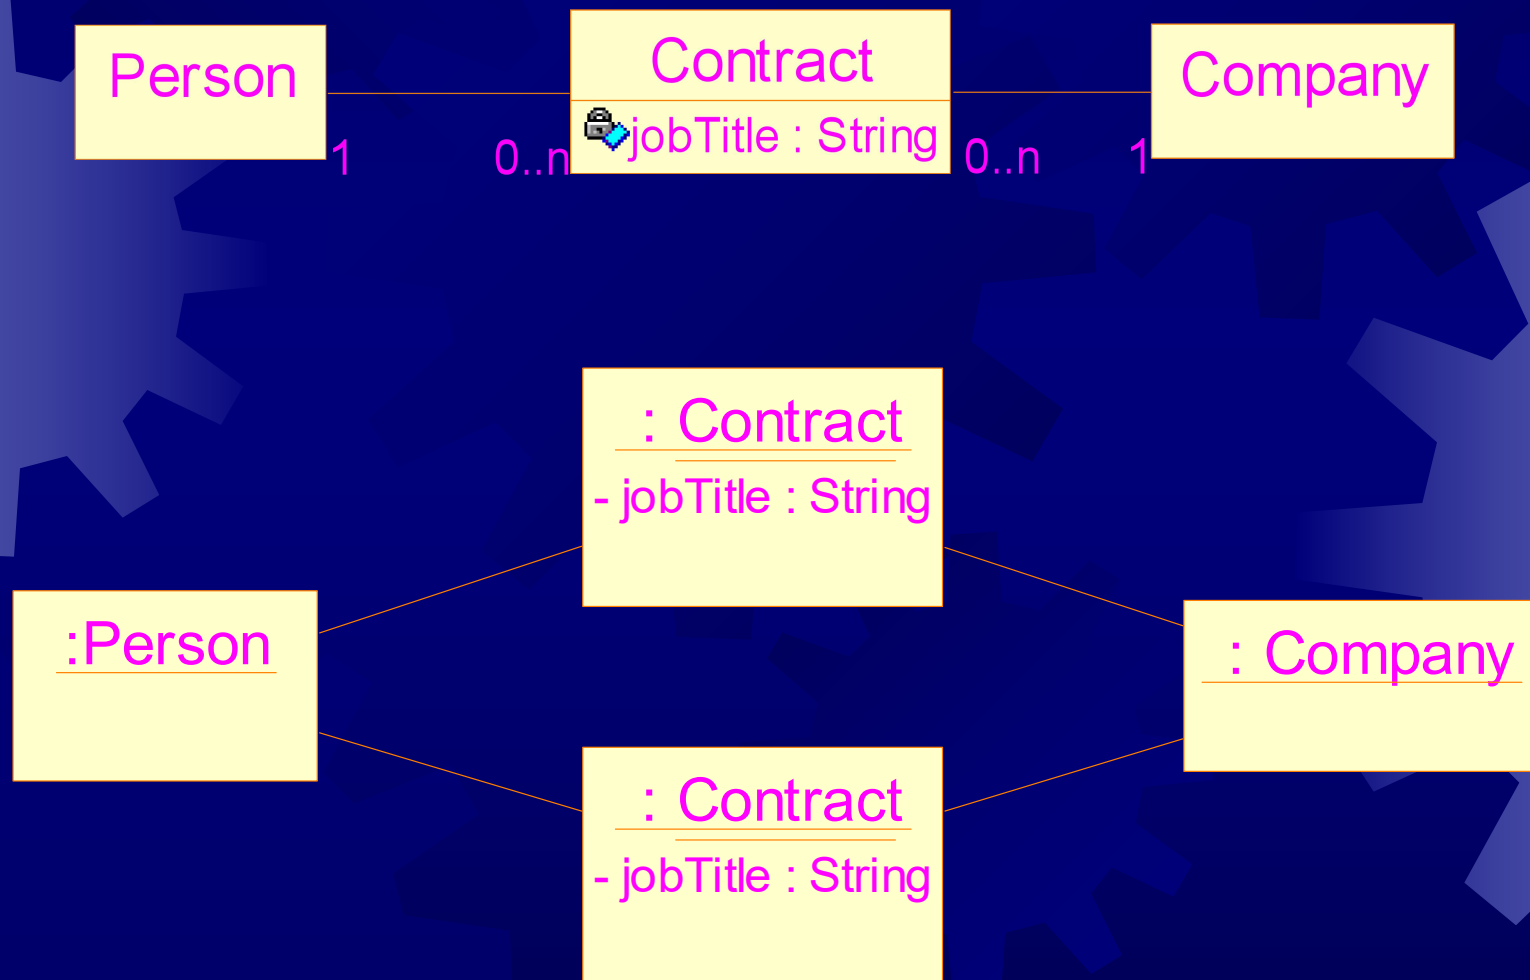 Person
Contract
Company
jobTitle : String
1
0..n
0..n
1
: Contract
- jobTitle : String
:Person
: Company
: Contract
- jobTitle : String